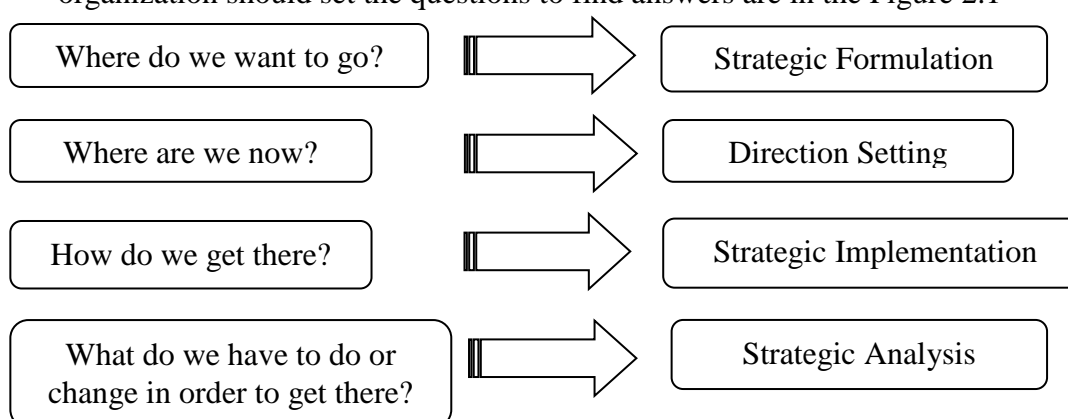 organization should set the questions to find answers are in the Figure 2.1
Where do we want to go?
Strategic Formulation
Where are we now?
Direction Setting
How do we get there?
Strategic Implementation
What do we have to do or
change in order to get there?
Strategic Analysis